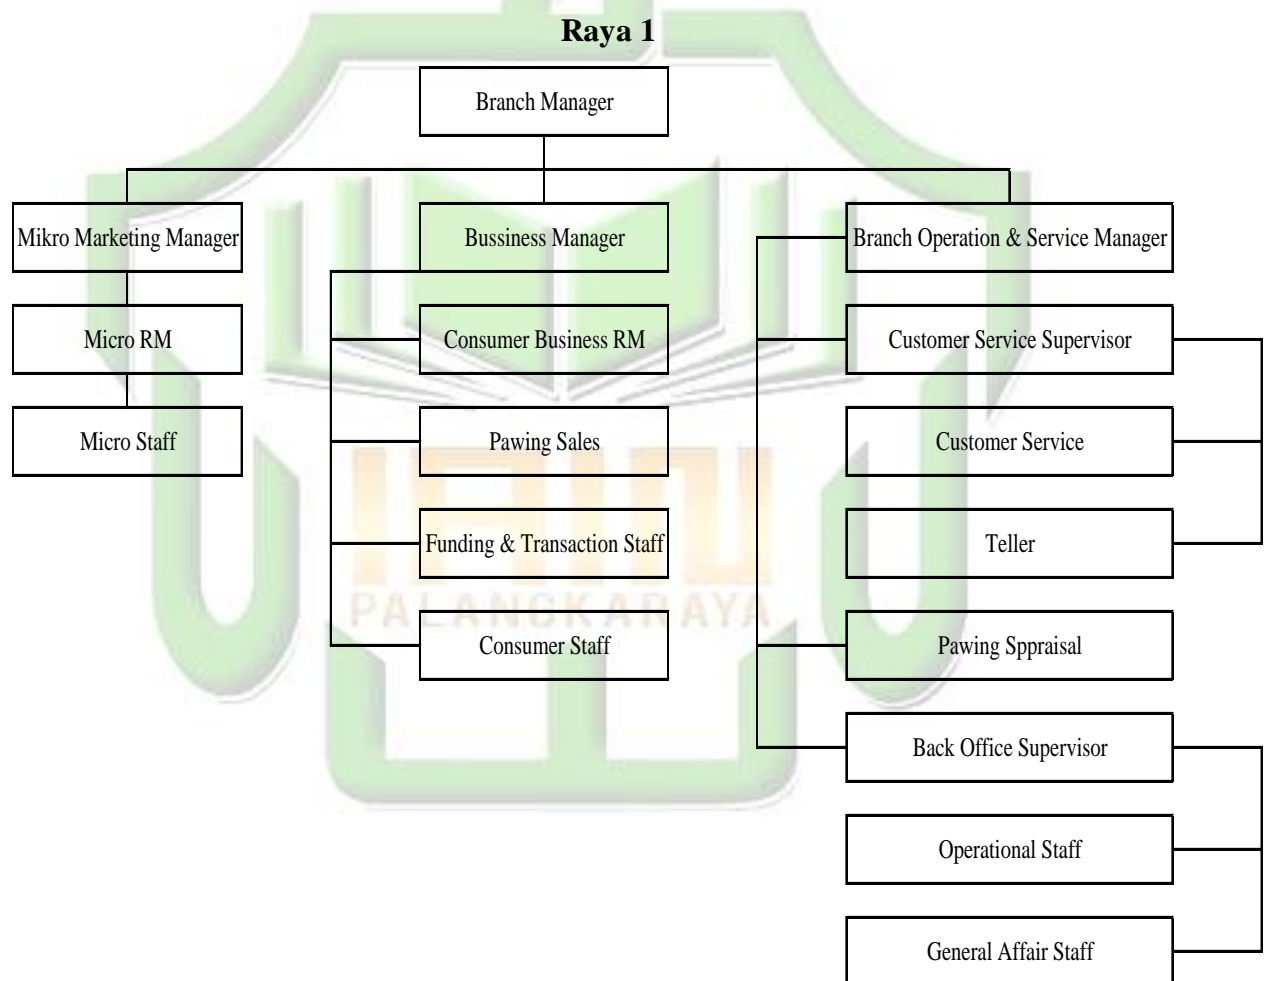 Raya 1
Branch Manager
Mikro Marketing Manager
Bussiness Manager
Branch Operation & Service Manager
Micro RM
Consumer Business RM
Customer Service Supervisor
Micro Staff
Pawing Sales
Customer Service
Funding & Transaction Staff
Teller
Consumer Staff
Pawing Sppraisal
Back Office Supervisor
Operational Staff
General Affair Staff
IAIN
PALANGKARAYA